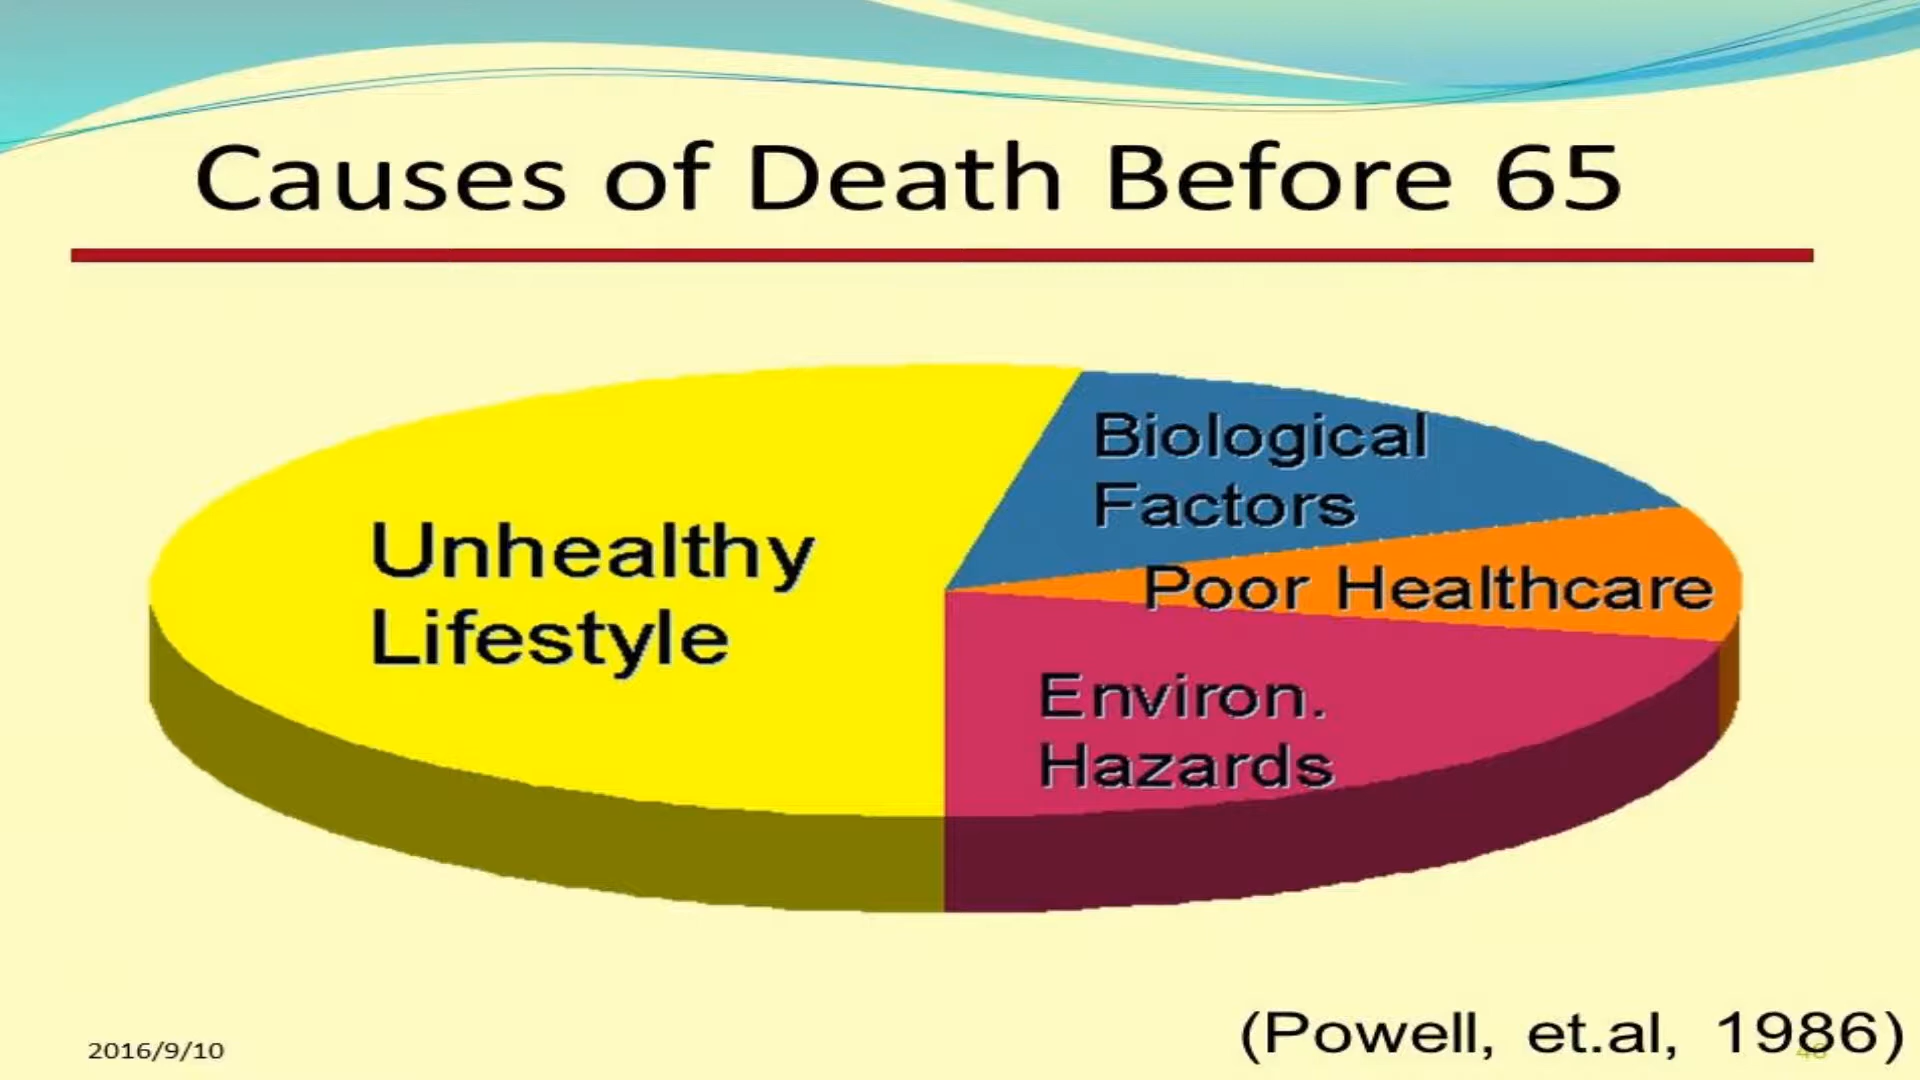 Causes of Death Before 65
Biological
Factors
Unhealthy
Lifestyle
Poor Healthcare
Environ.
Hazards
(Powell, et.al, 1986)
2016/9/10